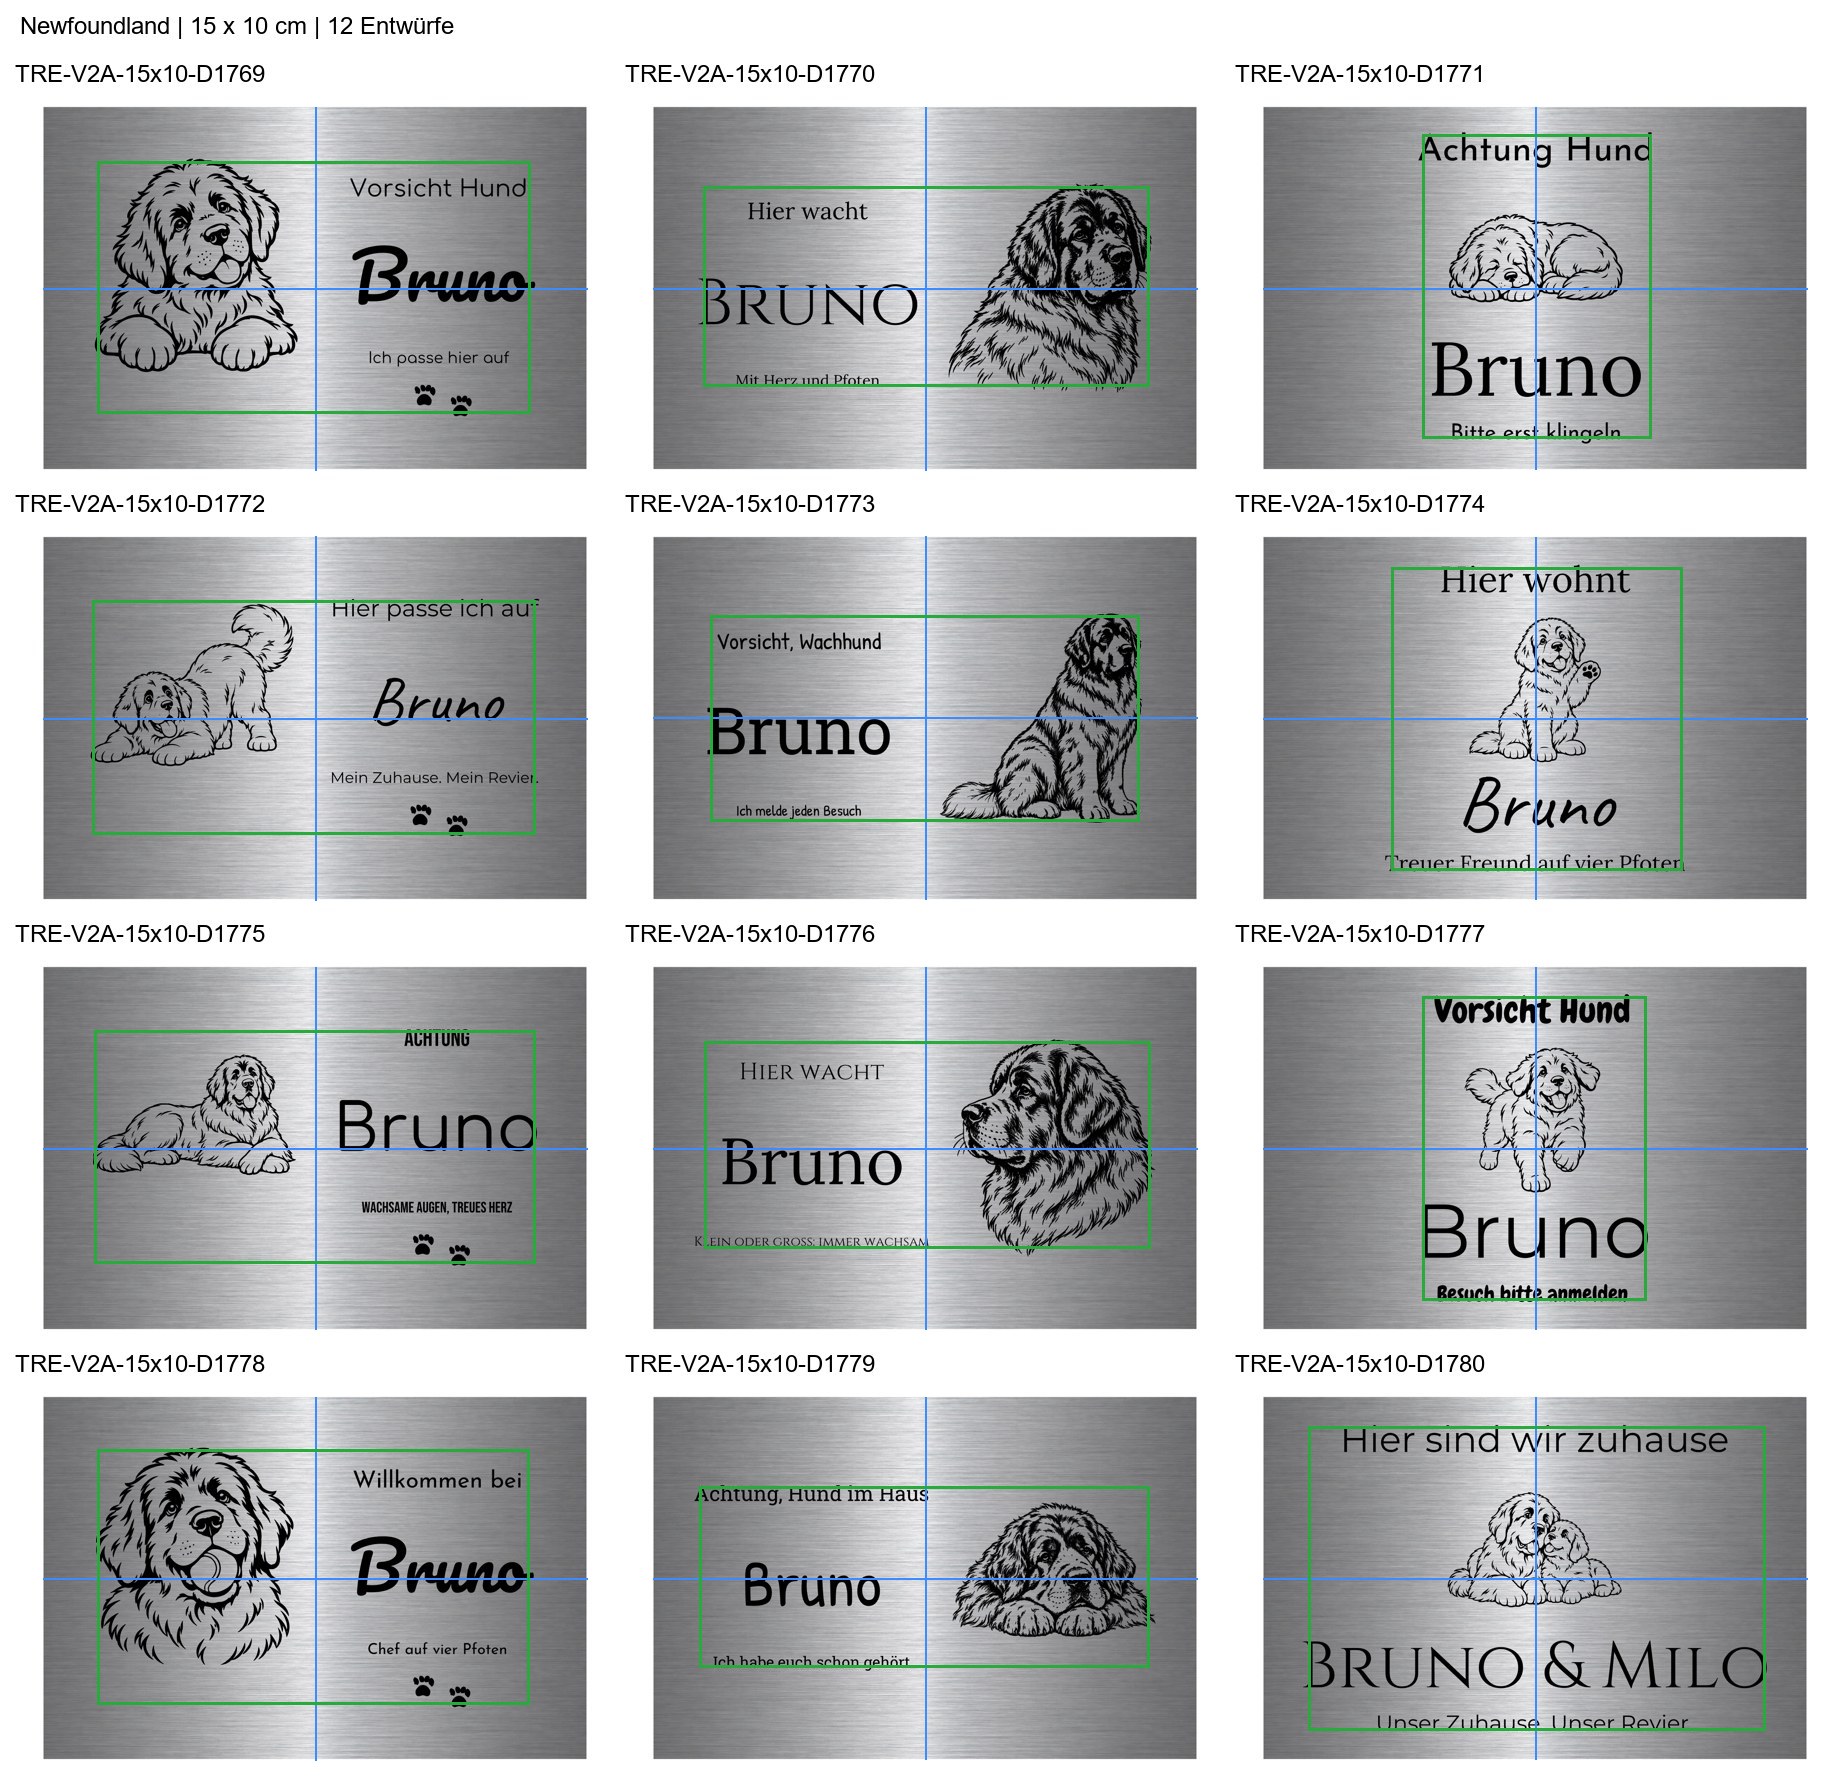 Newfoundland | 15 x 10 cm | 12 Entwürfe
TRE-V2A-15x10-D1769
Vorsicht Hund
Bruno
Ich passe hier auf
TRE-V2A-15x10-D1770
Hier wacht
BRUNO
Mit Herz und Pfoten
TRE-V2A-15x10-D1771
Achtung Hund
Bruno
Bitte erst klingeln
TRE-V2A-15x10-D1772
Hier passe ich auf
Bruno
Mein Zuhause. Mein Revier.
TRE-V2A-15x10-D1773
Vorsicht, Wachhund
Bruno
Ich melde jeden Besuch
TRE-V2A-15x10-D1774
Hier wohnt
Bruno
Treuer Freund auf vier Pfoten
TRE-V2A-15x10-D1775
ACHTUNG
Bruno
WACHSAME AUGEN, TREUES HERZ
TRE-V2A-15x10-D1776
HIER WACHT
Bruno
KLEIN ODER GROSS: IMMER WACHSAM
TRE-V2A-15x10-D1777
Vorsicht Hund
Bruno
Besuch bitte anmelden
TRE-V2A-15x10-D1778
Willkommen bei
Bruno
Chef auf vier Pfoten
TRE-V2A-15x10-D1779
Achtung, Hund im Haus
Bruno
Ich habe euch schon gehört
TRE-V2A-15x10-D1780
Hier sind wir zuhause
BRUNO & MILO
Unser Zuhause. Unser Revier.